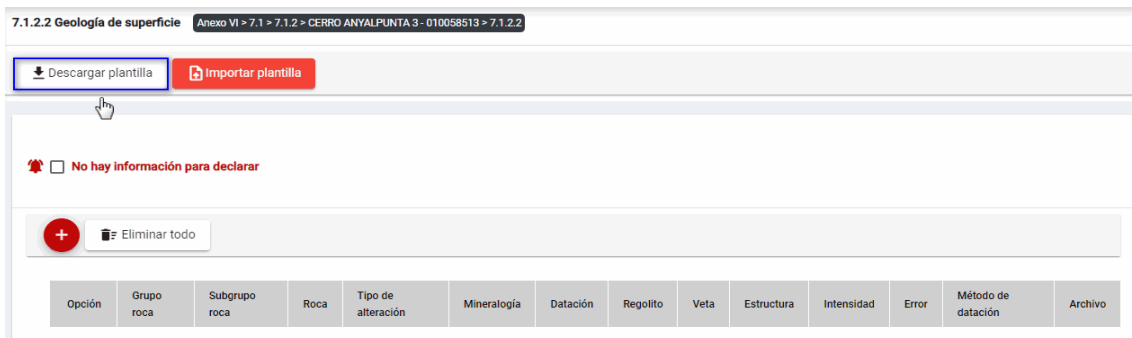 7.1.2.2 Geología de superficie Anexo VI > 7.1 > 7.1.2 > CERRO ANYALPUNTA 3 - 010058513 > 7.1.2.2
Descargar plantilla Importar plantilla
No hay información para declarar
+ Eliminar todo
Opción Grupo roca Subgrupo roca Roca Tipo de alteración Mineralogía Datación Regolito Veta Estructura Intensidad Error Método de datación Archivo